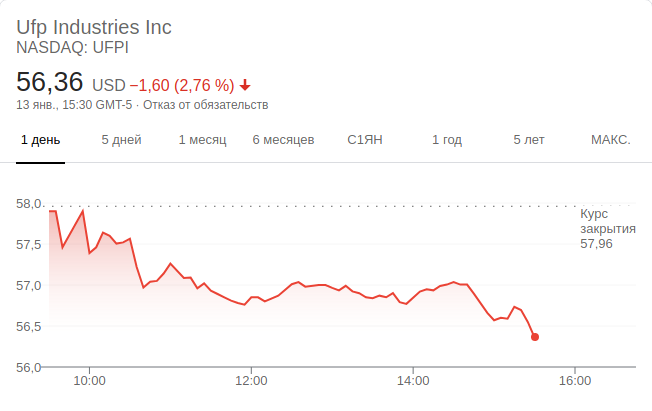 Ufp Industries Inc
NASDAQ: UFPI
56,36 USD −1,60 (2,76 %)
13 янв., 15:30 GMT-5 · Отказ от обязательств
1 день 5 дней 1 месяц 6 месяцев С1ЯН 1 год 5 лет МАКС.
58,0
Курс
закрытия
57,96
57,5
57,0
56,5
56,0
10:00 12:00 14:00 16:00